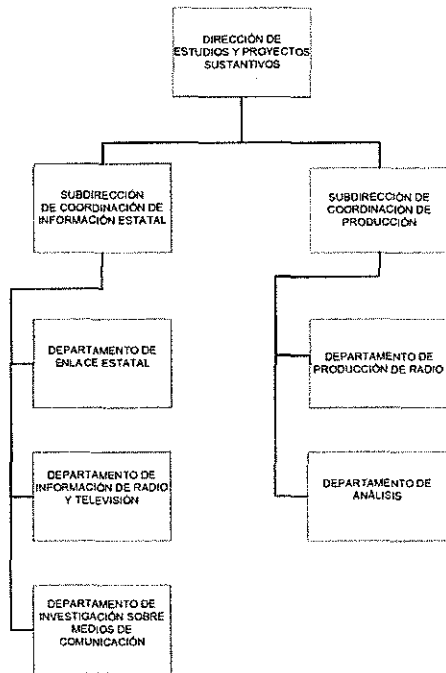 DIRECCIÓN DE
ESTUDIOS Y PROYECTOS
SUSTANTIVOS
SUBDIRECCIÓN
DE COORDINACIÓN DE
INFORMACIÓN ESTATAL
SUBDIRECCIÓN DE
COORDINACIÓN DE
PRODUCCIÓN
DEPARTAMENTO DE
ENLACE ESTATAL
DEPARTAMENTO DE
PRODUCCIÓN DE RADIO
DEPARTAMENTO DE
INFORMACIÓN DE RADIO
Y TELEVISIÓN
DEPARTAMENTO DE
ANÁLISIS
DEPARTAMENTO DE
INVESTIGACIÓN SOBRE
MEDIOS DE
COMUNICACIÓN